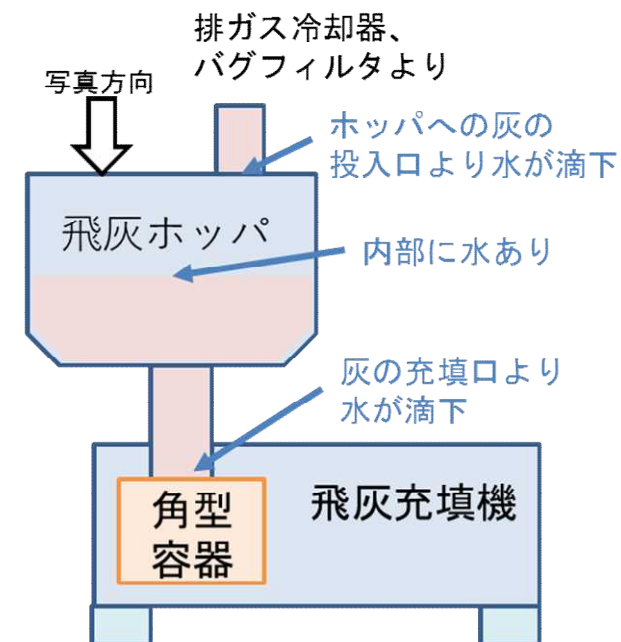 排ガス冷却器、
バグフィルタより
写真方向
ホッパへの灰の
投入口より水が滴下
飛灰ホッパ
内部に水あり
灰の充填口より
水が滴下
角型
容器
飛灰充填機